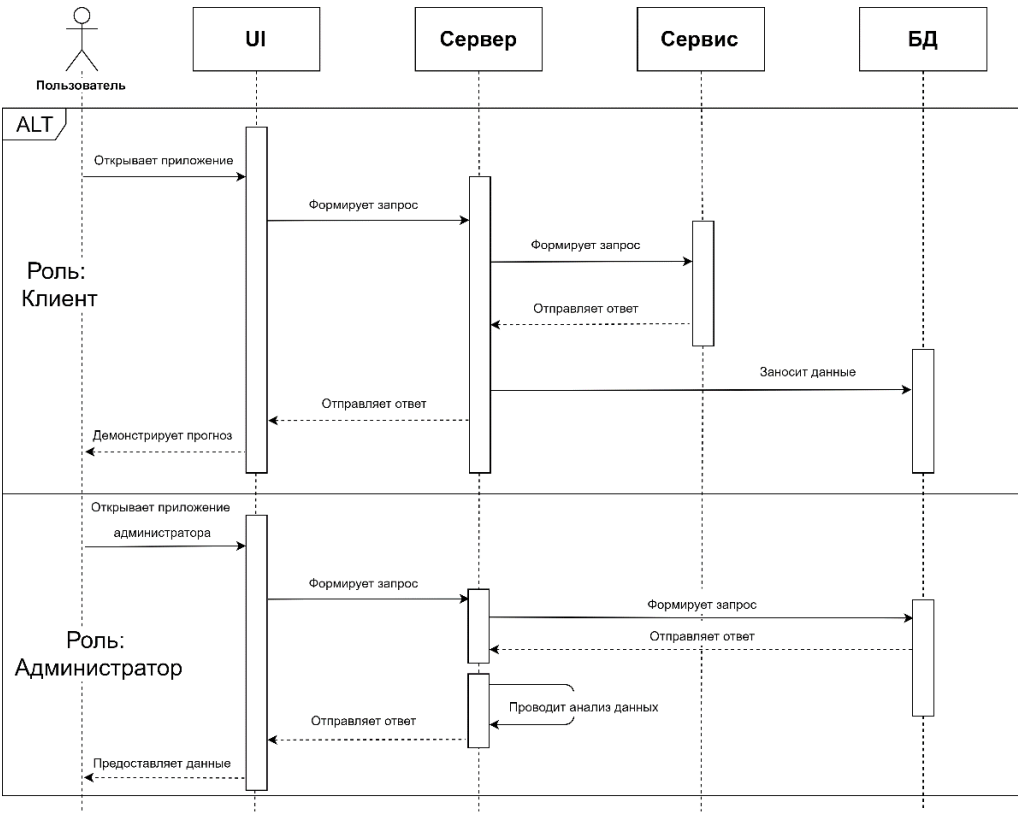 Пользователь
UI
Сервер
Сервис
БД
ALT
Открывает приложение
Формирует запрос
Формирует запрос
Роль:
Клиент
Отправляет ответ
Заносит данные
Отправляет ответ
Демонстрирует прогноз
Открывает приложение
администратора
Формирует запрос
Формирует запрос
Отправляет ответ
Роль:
Администратор
Проводит анализ данных
Отправляет ответ
Предоставляет данные